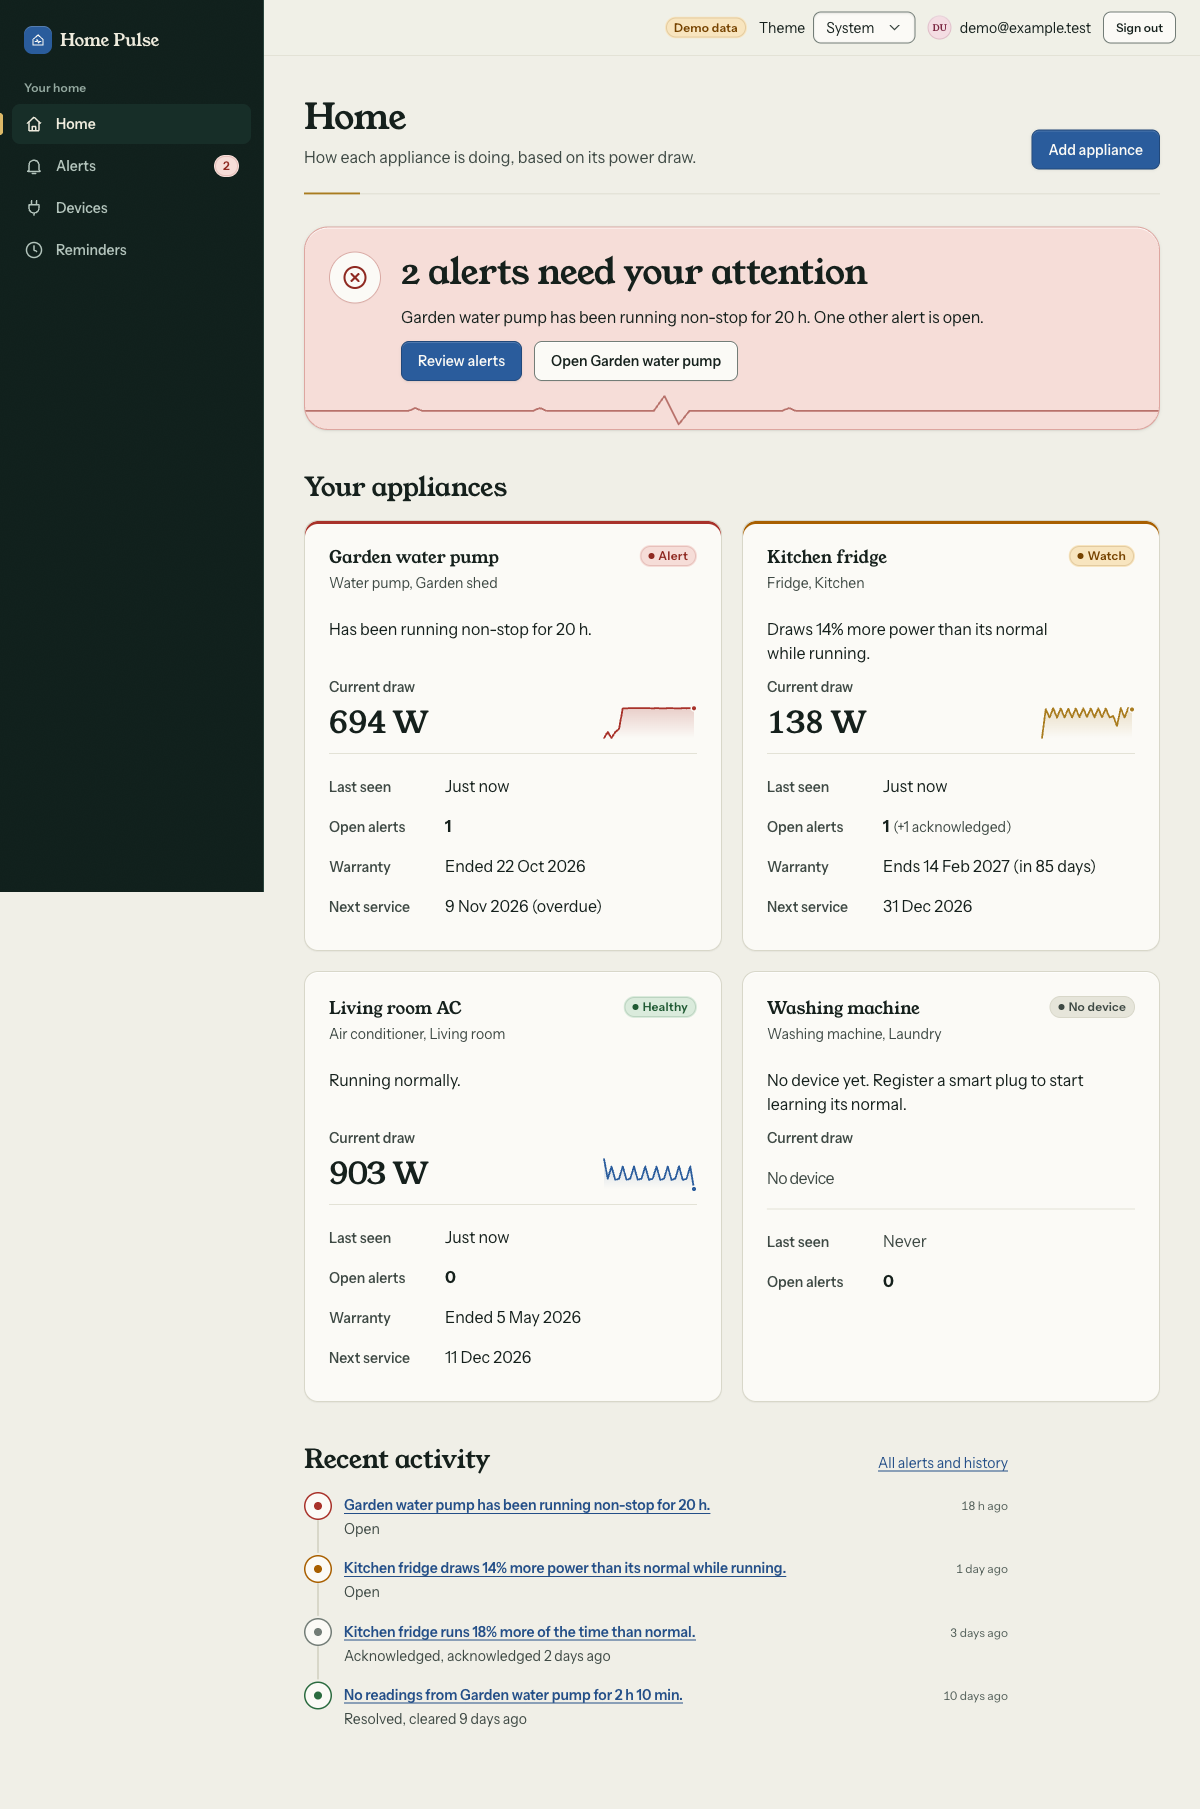 Home Pulse
Your home
Home
Alerts
2
Devices
Reminders
Demo data
Theme
System
DU
demo@example.test
Sign out
Home
How each appliance is doing, based on its power draw.
Add appliance
2 alerts need your attention
Garden water pump has been running non-stop for 20 h. One other alert is open.
Review alerts
Open Garden water pump
Your appliances
Garden water pump
Alert
Water pump, Garden shed
Has been running non-stop for 20 h.
Current draw
694 W
Last seen Just now
Open alerts 1
Warranty Ended 22 Oct 2026
Next service 9 Nov 2026 (overdue)
Kitchen fridge
Watch
Fridge, Kitchen
Draws 14% more power than its normal
while running.
Current draw
138 W
Last seen Just now
Open alerts 1 (+1 acknowledged)
Warranty Ends 14 Feb 2027 (in 85 days)
Next service 31 Dec 2026
Living room AC
Healthy
Air conditioner, Living room
Running normally.
Current draw
903 W
Last seen Just now
Open alerts 0
Warranty Ended 5 May 2026
Next service 11 Dec 2026
Washing machine
No device
Washing machine, Laundry
No device yet. Register a smart plug to start
learning its normal.
Current draw
No device
Last seen Never
Open alerts 0
Recent activity
All alerts and history
Garden water pump has been running non-stop for 20 h.
18 h ago
Open
Kitchen fridge draws 14% more power than its normal while running.
1 day ago
Open
Kitchen fridge runs 18% more of the time than normal.
3 days ago
Acknowledged, acknowledged 2 days ago
No readings from Garden water pump for 2 h 10 min.
10 days ago
Resolved, cleared 9 days ago